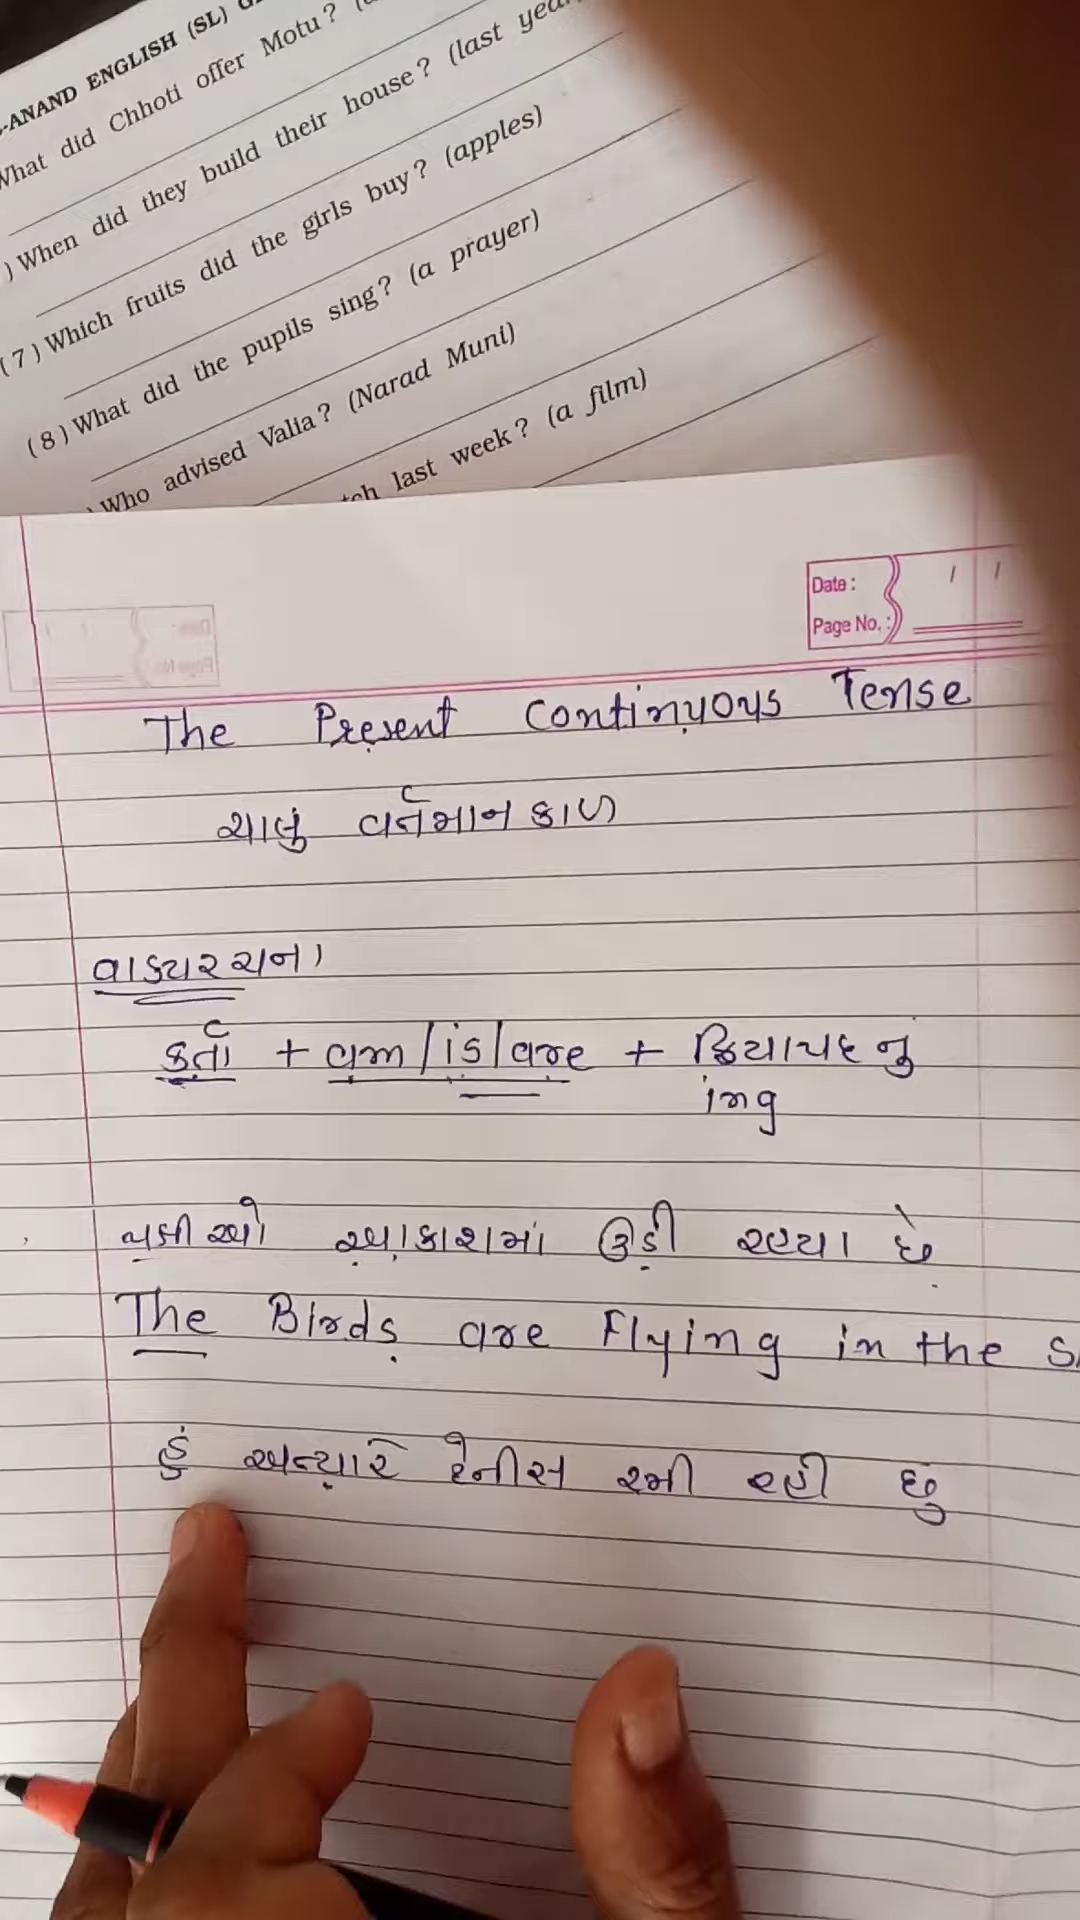 -ANAND ENGLISH (SL)
What did Chhoti offer Motu?
) When did they build their house? (last year
(7) Which fruits did the girls buy? (apples)
(8) What did the pupils sing? (a prayer)
Who advised Valia? (Narad Muni)
last week? (a film)
Date : / /
Page No. :
The Present Continuous Tense
ચાલું વર્તમાન કાળ
વાક્યરચના
કર્તા + am / is / are + ક્રિયાપદ નું
ing
પક્ષીઓ આકાશમાં ઉડી રહ્યા છે
The Birds are Flying in the
હું અત્યારે ટેનીસ રમી રહી છું